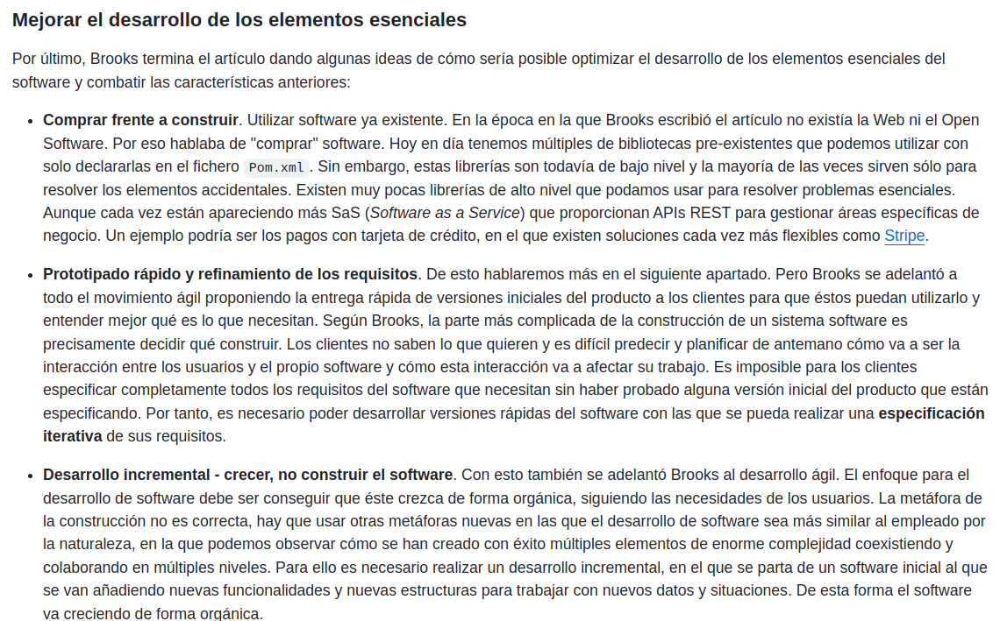 Mejorar el desarrollo de los elementos esenciales
Por último, Brooks termina el artículo dando algunas ideas de cómo sería posible optimizar el desarrollo de los elementos esenciales del
software y combatir las características anteriores:
• Comprar frente a construir. Utilizar software ya existente. En la época en la que Brooks escribió el artículo no existía la Web ni el Open
Software. Por eso hablaba de "comprar" software. Hoy en día tenemos múltiples de bibliotecas pre-existentes que podemos utilizar con
solo declararlas en el fichero Pom.xml. Sin embargo, estas librerías son todavía de bajo nivel y la mayoría de las veces sirven sólo para
resolver los elementos accidentales. Existen muy pocas librerías de alto nivel que podamos usar para resolver problemas esenciales.
Aunque cada vez están apareciendo más SaS (Software as a Service) que proporcionan APIs REST para gestionar áreas específicas de
negocio. Un ejemplo podría ser los pagos con tarjeta de crédito, en el que existen soluciones cada vez más flexibles como Stripe.
• Prototipado rápido y refinamiento de los requisitos. De esto hablaremos más en el siguiente apartado. Pero Brooks se adelantó a
todo el movimiento ágil proponiendo la entrega rápida de versiones iniciales del producto a los clientes para que éstos puedan utilizarlo y
entender mejor qué es lo que necesitan. Según Brooks, la parte más complicada de la construcción de un sistema software es
precisamente decidir qué construir. Los clientes no saben lo que quieren y es difícil predecir y planificar de antemano cómo va a ser la
interacción entre los usuarios y el propio software y cómo esta interacción va a afectar su trabajo. Es imposible para los clientes
especificar completamente todos los requisitos del software que necesitan sin haber probado alguna versión inicial del producto que están
especificando. Por tanto, es necesario poder desarrollar versiones rápidas del software con las que se pueda realizar una especificación
iterativa de sus requisitos.
• Desarrollo incremental - crecer, no construir el software. Con esto también se adelantó Brooks al desarrollo ágil. El enfoque para el
desarrollo de software debe ser conseguir que éste crezca de forma orgánica, siguiendo las necesidades de los usuarios. La metáfora de
la construcción no es correcta, hay que usar otras metáforas nuevas en las que el desarrollo de software sea más similar al empleado por
la naturaleza, en la que podemos observar cómo se han creado con éxito múltiples elementos de enorme complejidad coexistiendo y
colaborando en múltiples niveles. Para ello es necesario realizar un desarrollo incremental, en el que se parta de un software inicial al que
se van añadiendo nuevas funcionalidades y nuevas estructuras para trabajar con nuevos datos y situaciones. De esta forma el software
va creciendo de forma orgánica.